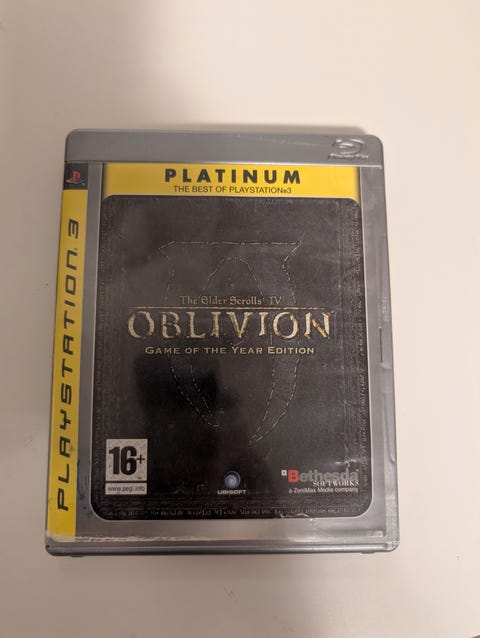 PLATINUM
THE BEST OF PLAYSTATION®3
PLAYSTATION 3
The Elder Scrolls® IV
OBLIVION
GAME OF THE YEAR EDITION
16+
www.pegi.info
UBISOFT
Bethesda
SOFTWORKS
a ZeniMax Media company